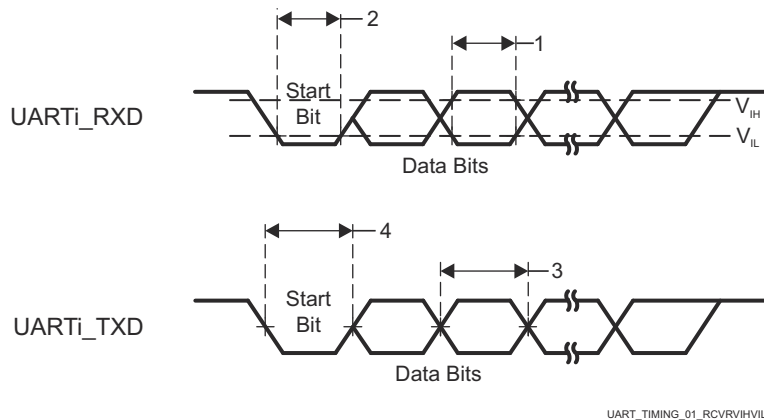 2
1
UARTi_RXD
Start
Bit
VIH
VIL
Data Bits
4
3
UARTi_TXD
Start
Bit
Data Bits
UART_TIMING_01_RCVRVIHVIL